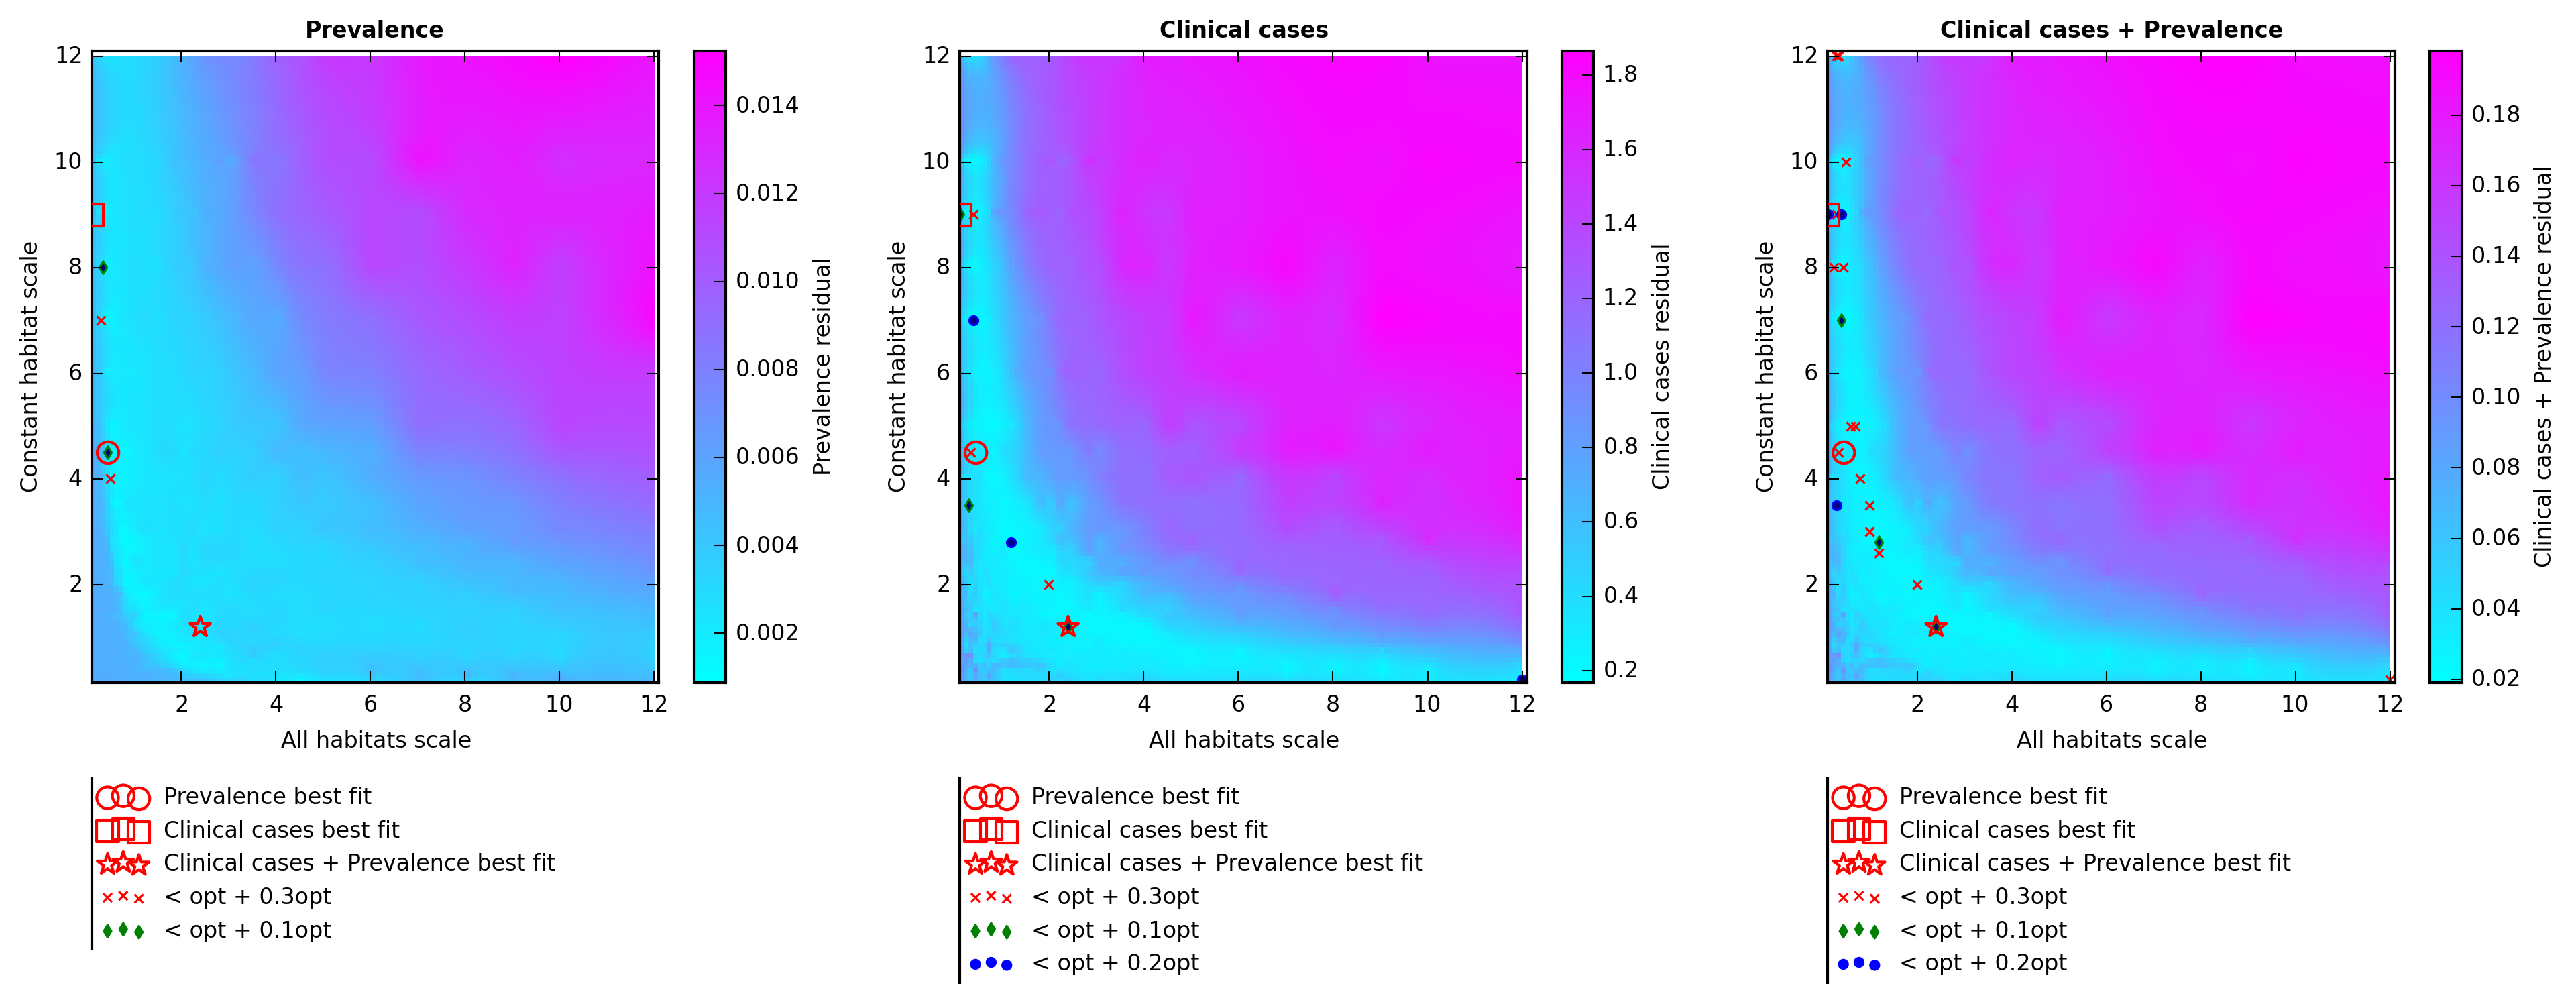 Prevalence
12
10
8
6
4
2
2 4 6 8 10 12
Constant habitat scale
All habitats scale
0.014
0.012
0.010
0.008
0.006
0.004
0.002
Prevalence residual
Prevalence best fit
Clinical cases best fit
Clinical cases + Prevalence best fit
< opt + 0.3opt
< opt + 0.1opt
Clinical cases
12
10
8
6
4
2
2 4 6 8 10 12
Constant habitat scale
All habitats scale
1.8
1.6
1.4
1.2
1.0
0.8
0.6
0.4
0.2
Clinical cases residual
Prevalence best fit
Clinical cases best fit
Clinical cases + Prevalence best fit
< opt + 0.3opt
< opt + 0.1opt
< opt + 0.2opt
Clinical cases + Prevalence
12
10
8
6
4
2
2 4 6 8 10 12
Constant habitat scale
All habitats scale
0.18
0.16
0.14
0.12
0.10
0.08
0.06
0.04
0.02
Clinical cases + Prevalence residual
Prevalence best fit
Clinical cases best fit
Clinical cases + Prevalence best fit
< opt + 0.3opt
< opt + 0.1opt
< opt + 0.2opt